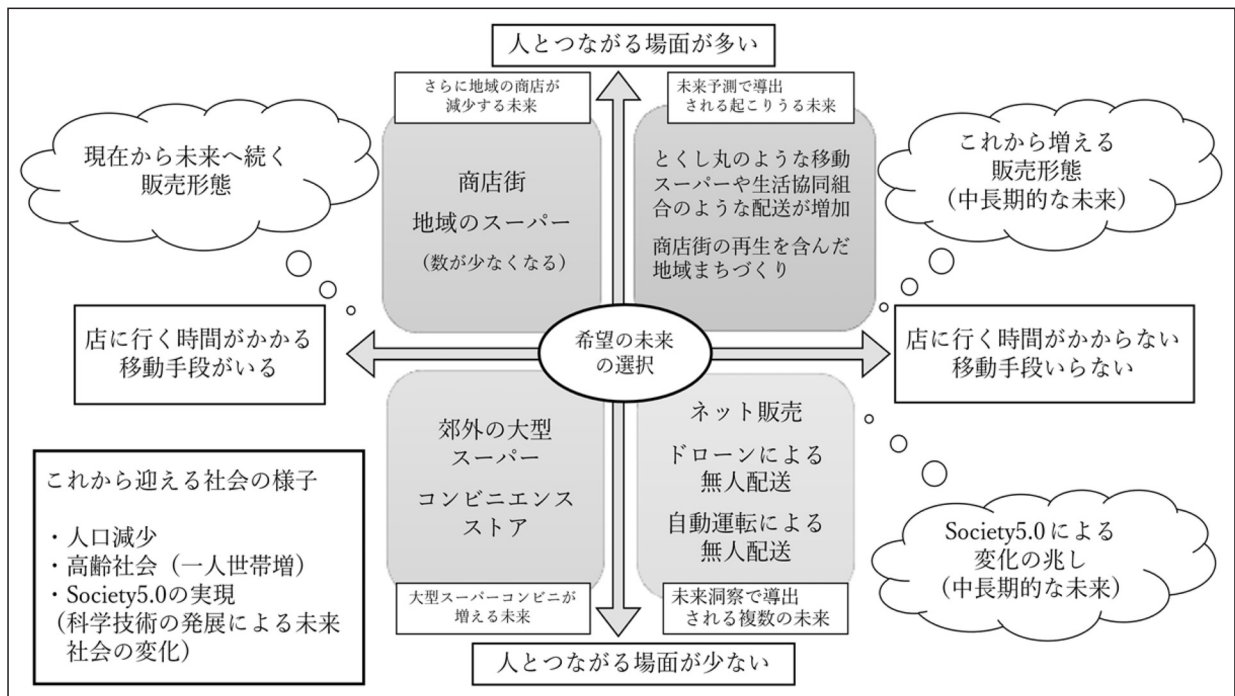 人とつながる場面が多い
さらに地域の商店が
減少する未来
未来予測で導出
される起こりうる未来
現在から未来へ続く
販売形態
商店街
地域のスーパー
（数が少なくなる）
とくし丸のような移動
スーパーや生活協同組
合のような配送が増加
商店街の再生を含んだ
地域まちづくり
これから増える
販売形態
（中長期的な未来）
店に行く時間がかかる
移動手段がいる
希望の未来
の選択
店に行く時間がかからない
移動手段いらない
郊外の大型
スーパー
コンビニエンス
ストア
ネット販売
ドローンによる
無人配送
自動運転による
無人配送
これから迎える社会の様子
・人口減少
・高齢社会（一人世帯増）
・Society5.0の実現
（科学技術の発展による未来
社会の変化）
Society5.0による
変化の兆し
（中長期的な未来）
大型スーパーコンビニが
増える未来
未来洞察で導出
される複数の未来
人とつながる場面が少ない